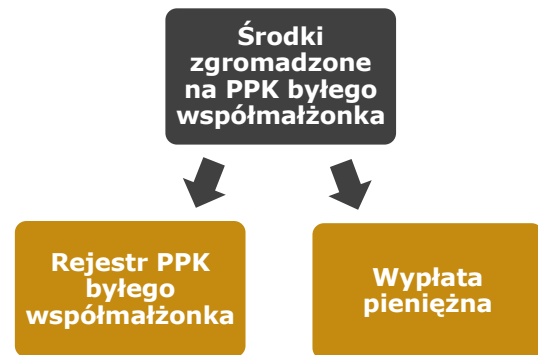 Środki
zgromadzone
na PPK byłego
współmałżonka
Rejestr PPK
byłego
współmałżonka
Wypłata
pieniężna